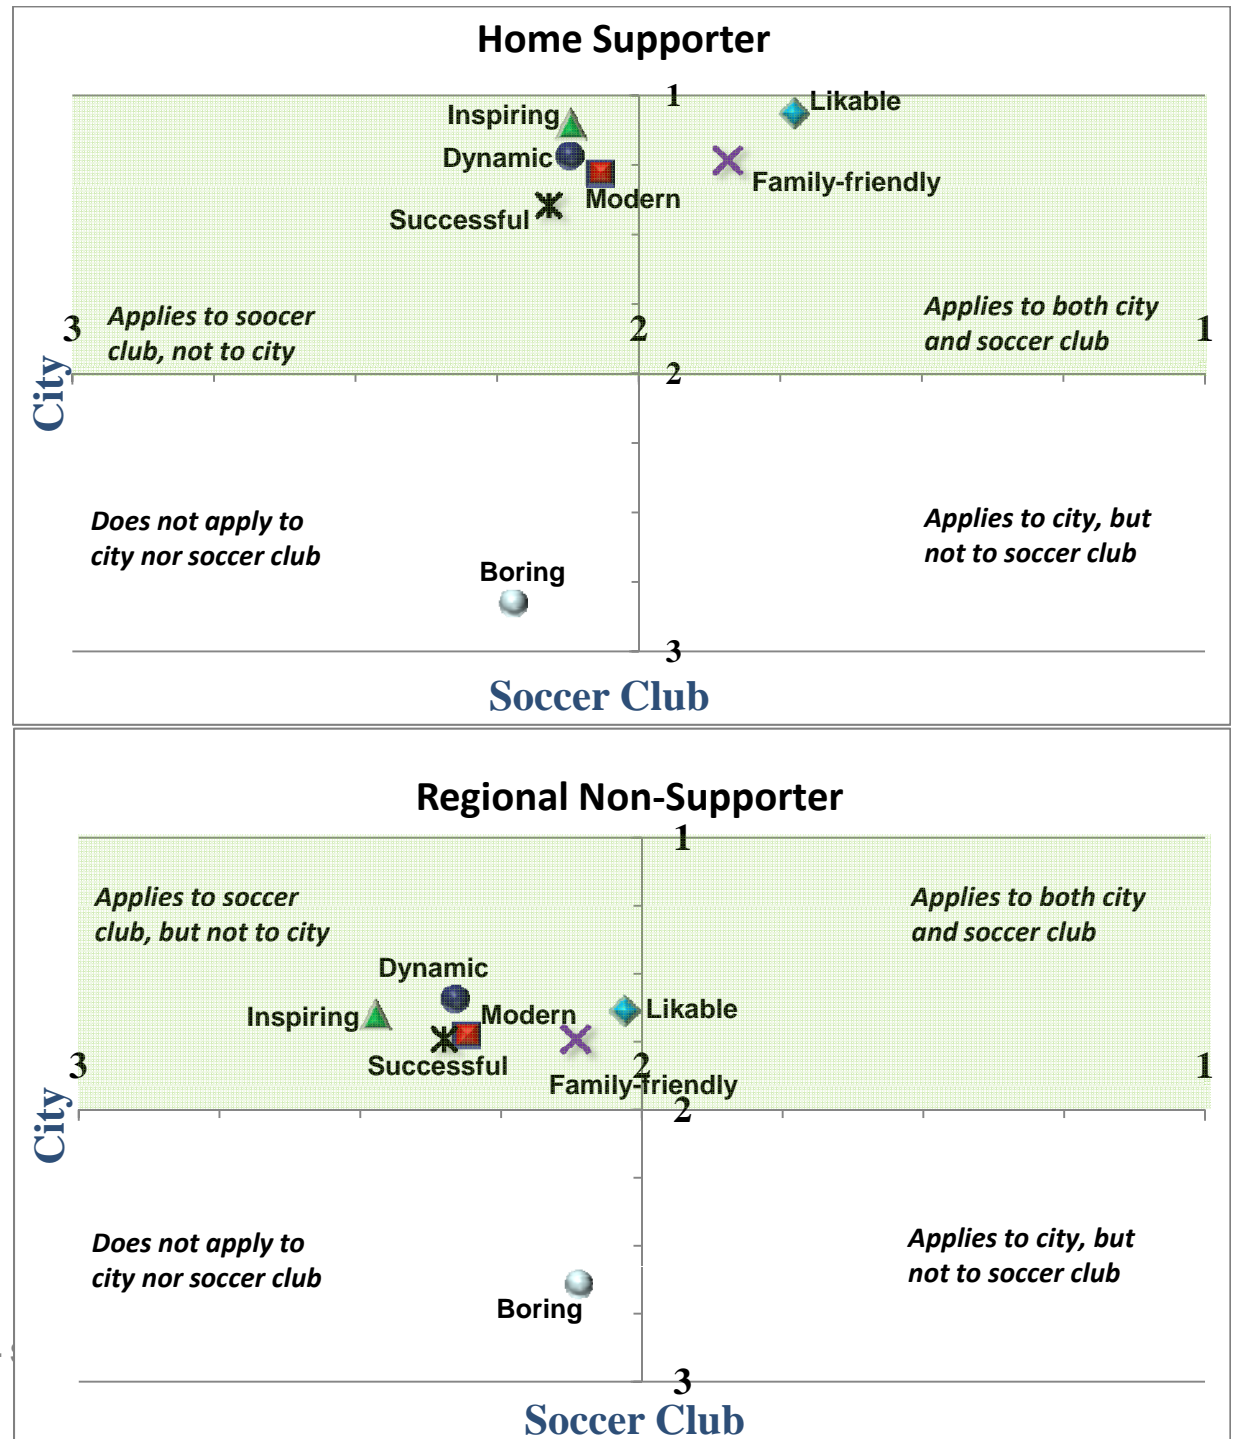 Home Supporter
1
Likable
Inspiring
Dynamic
Family-friendly
Modern
Successful
Applies to soocer
club, not to city
Applies to both city
and soccer club
3
2
1
2
City
Does not apply to
city nor soccer club
Applies to city, but
not to soccer club
Boring
3
Soccer Club
Regional Non-Supporter
1
Applies to soccer
club, but not to city
Applies to both city
and soccer club
Dynamic
Inspiring
Modern
Likable
Successful
Family-friendly
3
2
1
2
City
Does not apply to
city nor soccer club
Applies to city, but
not to soccer club
Boring
3
Soccer Club